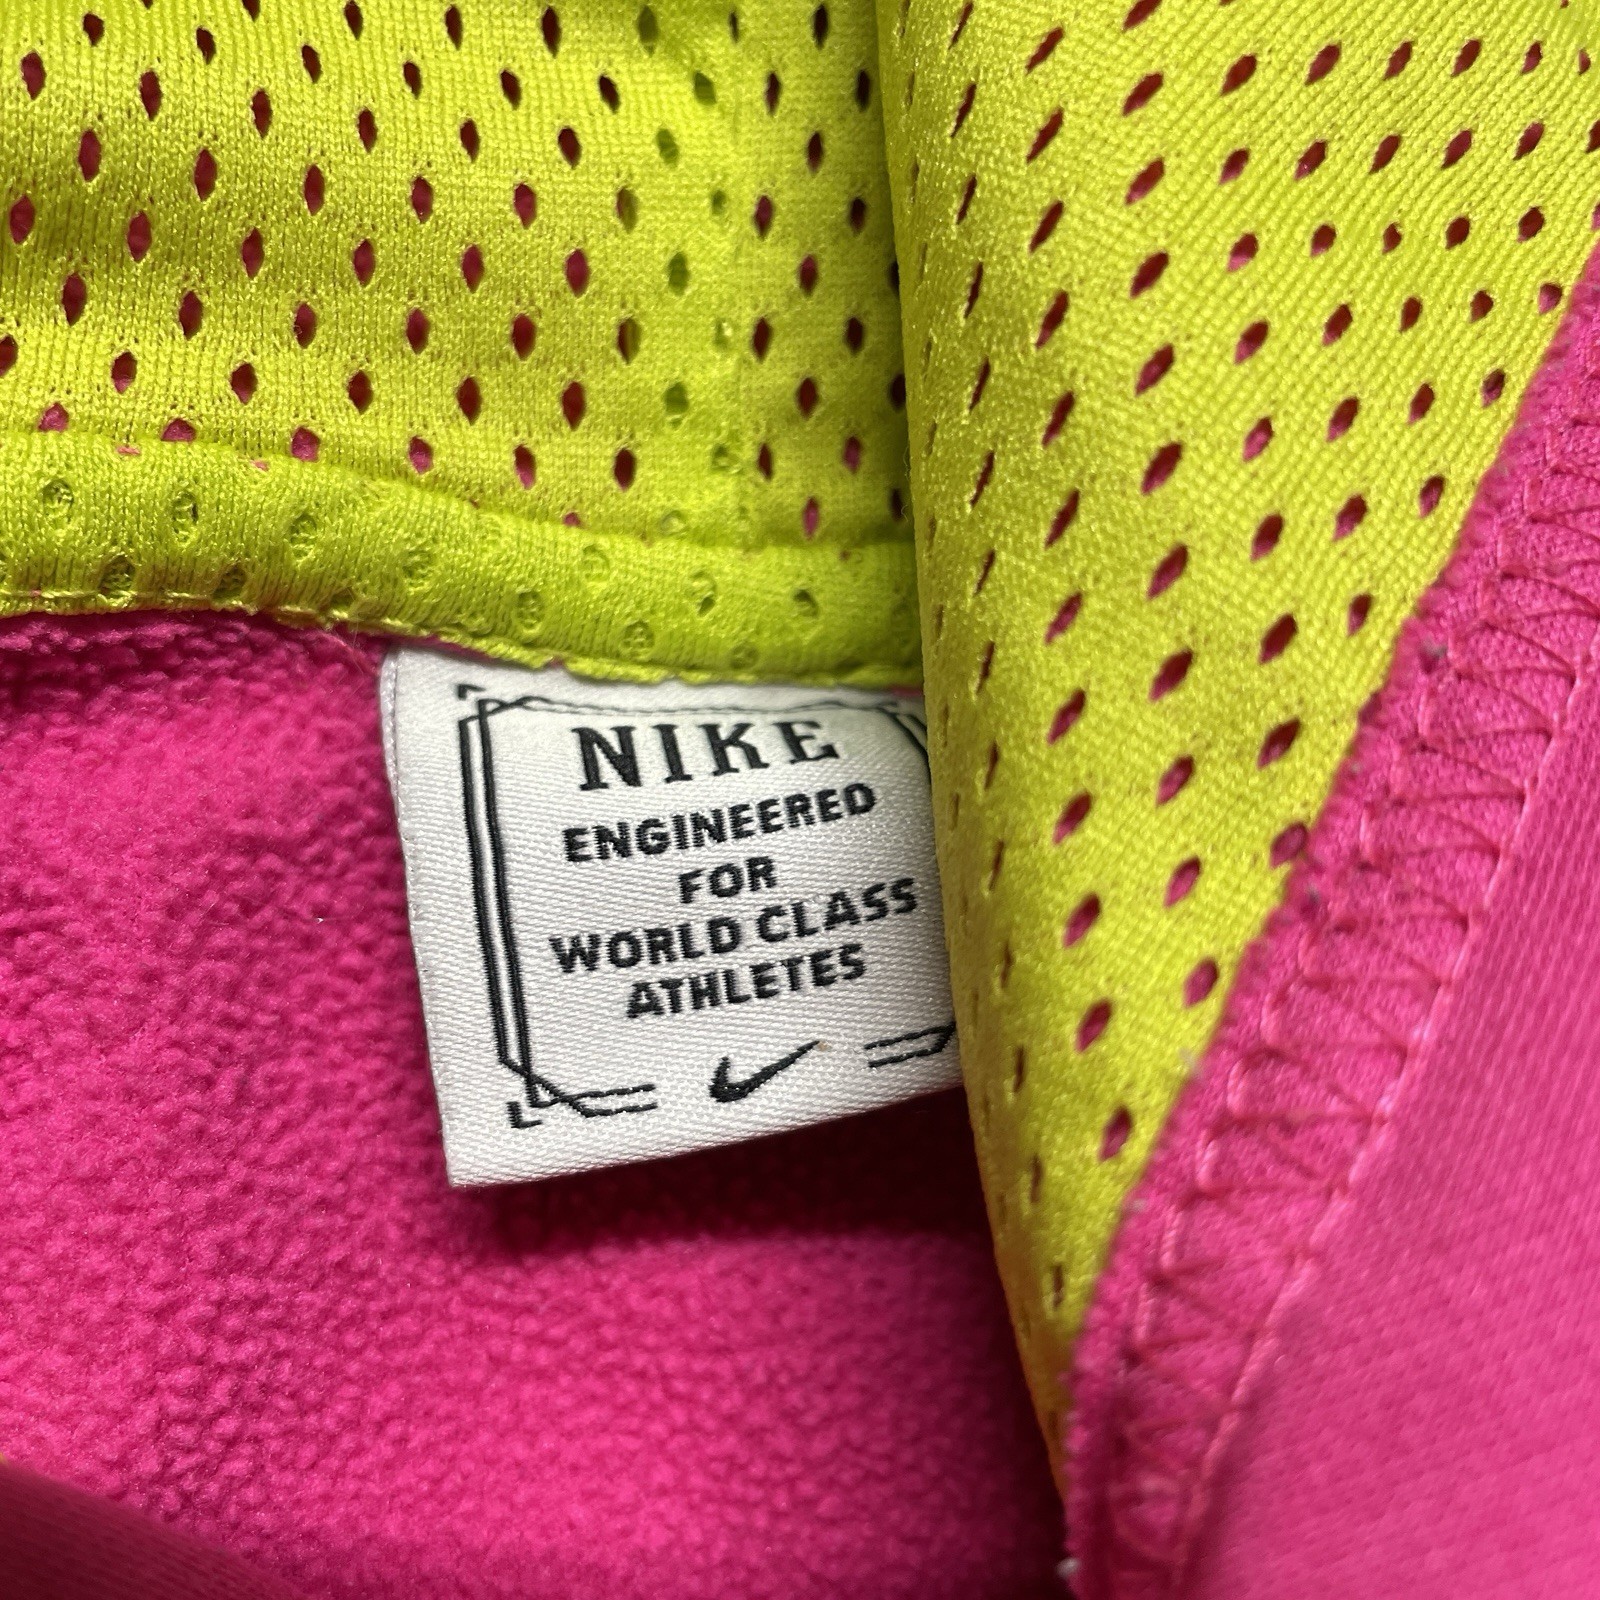 NIKE
ENGINEERED
FOR
WORLD CLASS
ATHLETES